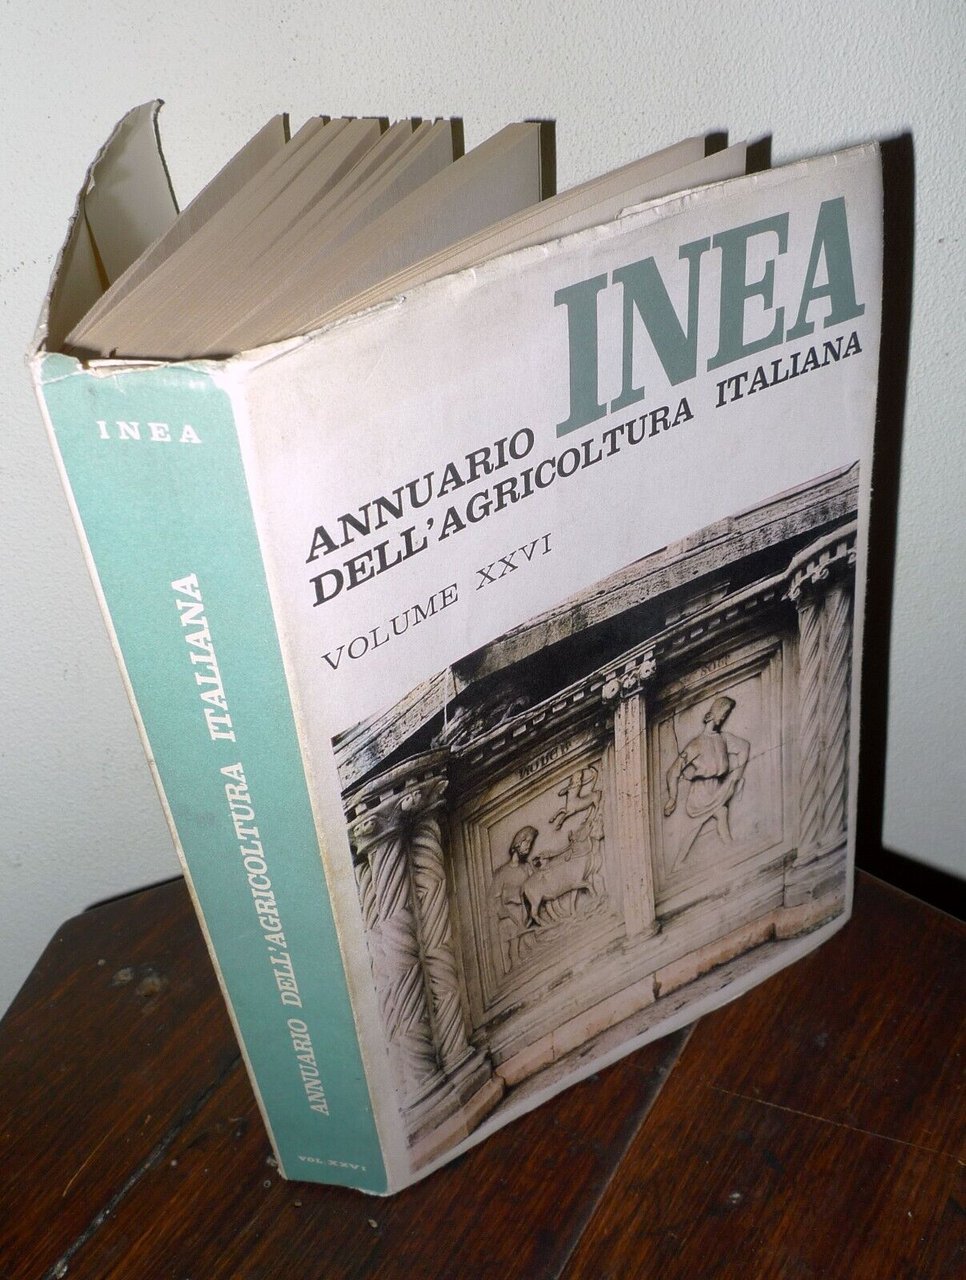 INEA
ANNUARIO
DELL'AGRICOLTURA ITALIANA
VOLUME XXVI
INEA
ANNUARIO DELL'AGRICOLTURA ITALIANA
VOL. XXVI